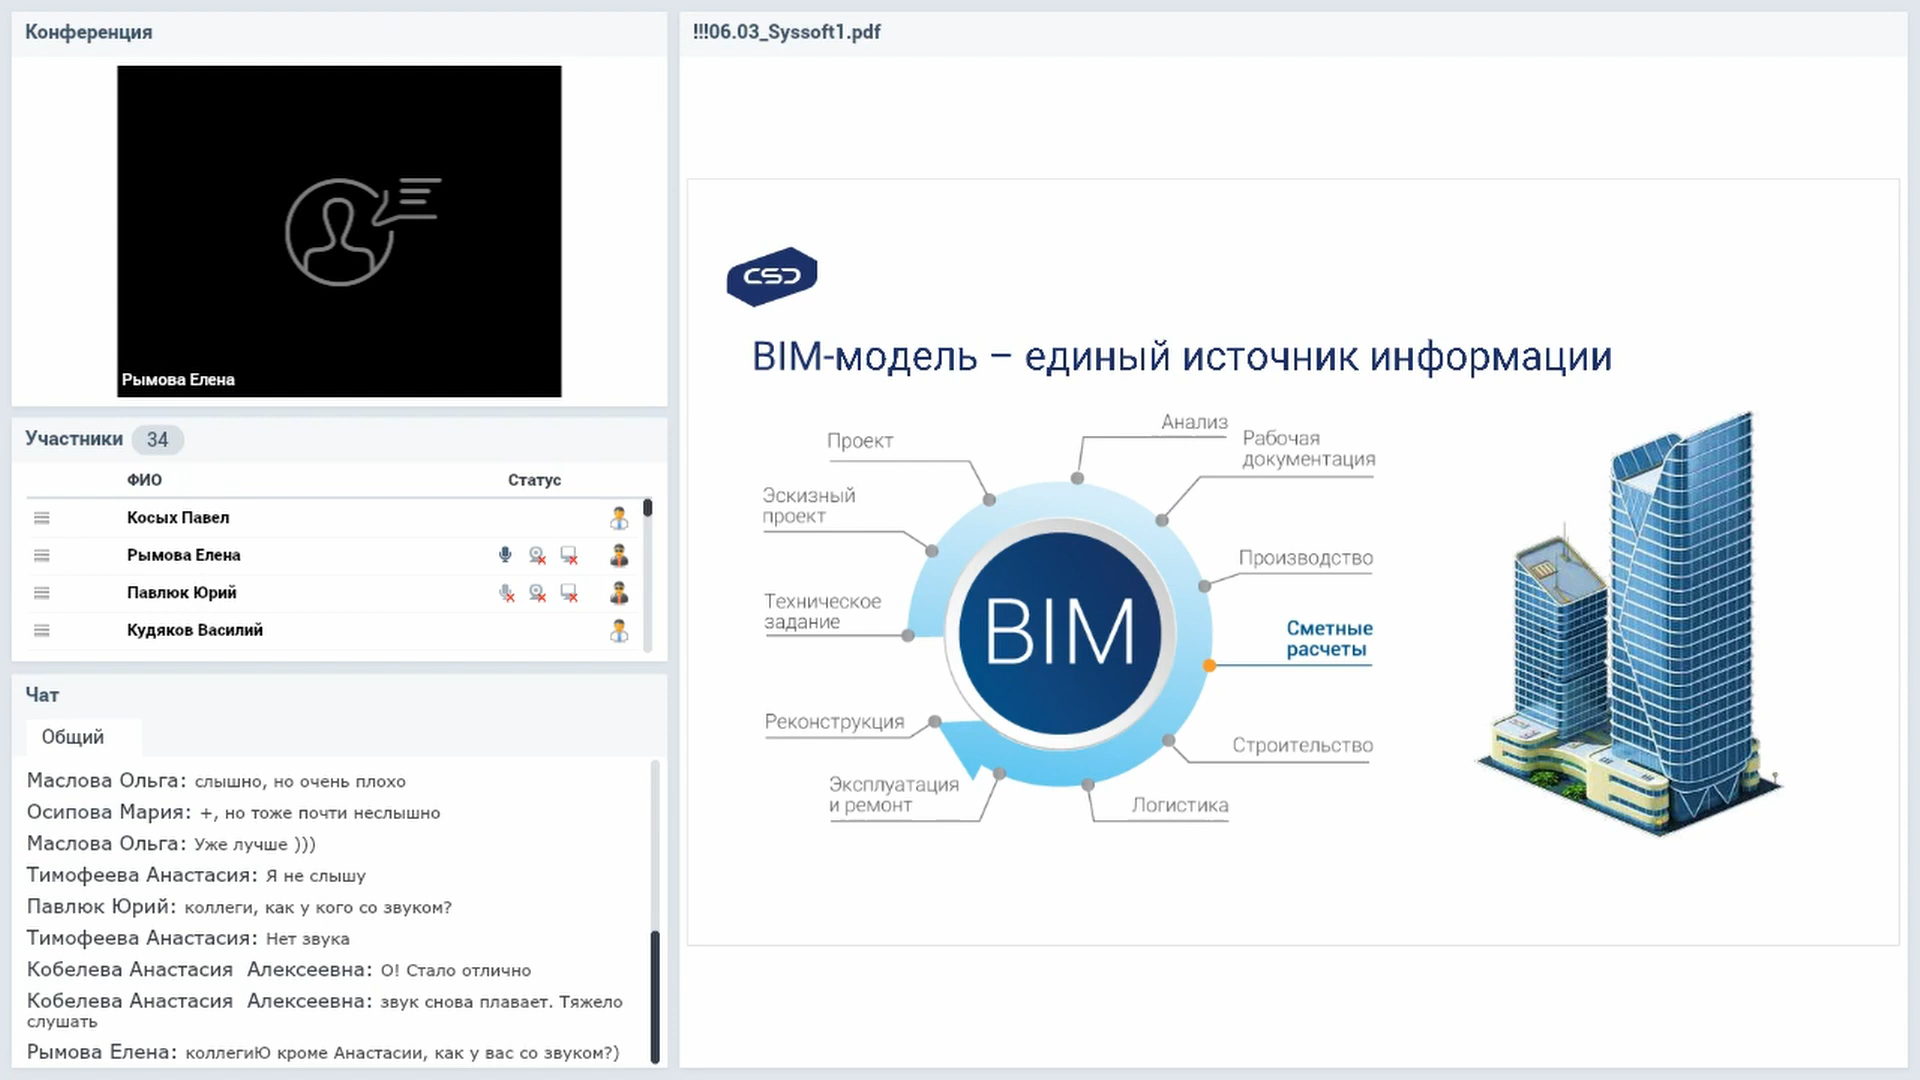 Конференция
Рымова Елена
Участники 34
ФИО Статус
Косых Павел
Рымова Елена
Павлюк Юрий
Кудяков Василий
Чат
Общий
Маслова Ольга: слышно, но очень плохо
Осипова Мария: +, но тоже почти неслышно
Маслова Ольга: Уже лучше )))
Тимофеева Анастасия: Я не слышу
Павлюк Юрий: коллеги, как у кого со звуком?
Тимофеева Анастасия: Нет звука
Кобелева Анастасия Алексеевна: О! Стало отлично
Кобелева Анастасия Алексеевна: звук снова плавает. Тяжело
слушать
Рымова Елена: коллегиЮ кроме Анастасии, как у вас со звуком?)
!!!06.03_Syssoft1.pdf
CSD
BIM-модель – единый источник информации
Анализ
Проект
Рабочая
документация
Эскизный
проект
Производство
Техническое
задание
BIM
Сметные
расчеты
Реконструкция
Строительство
Эксплуатация
и ремонт
Логистика